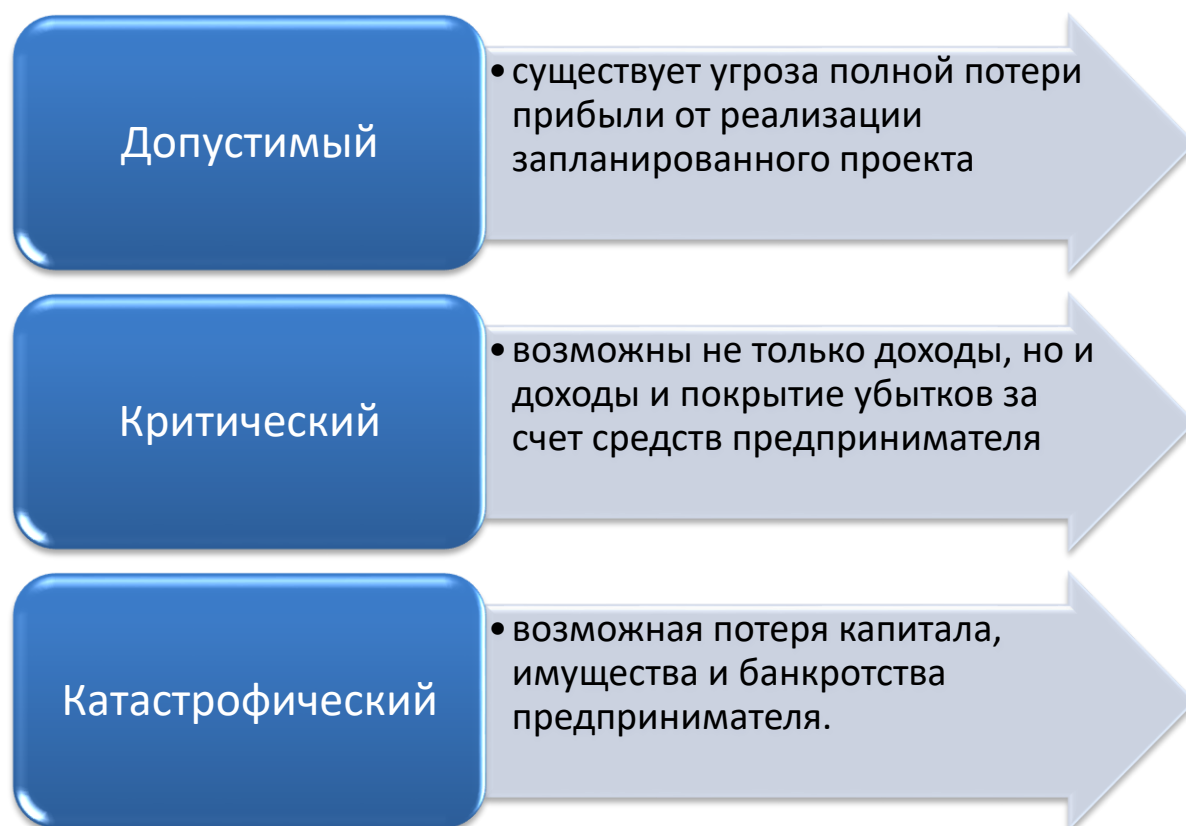 Допустимый
• существует угроза полной потери
прибыли от реализации
запланированного проекта
Критический
• возможны не только доходы, но и
доходы и покрытие убытков за
счет средств предпринимателя
Катастрофический
• возможная потеря капитала,
имущества и банкротства
предпринимателя.